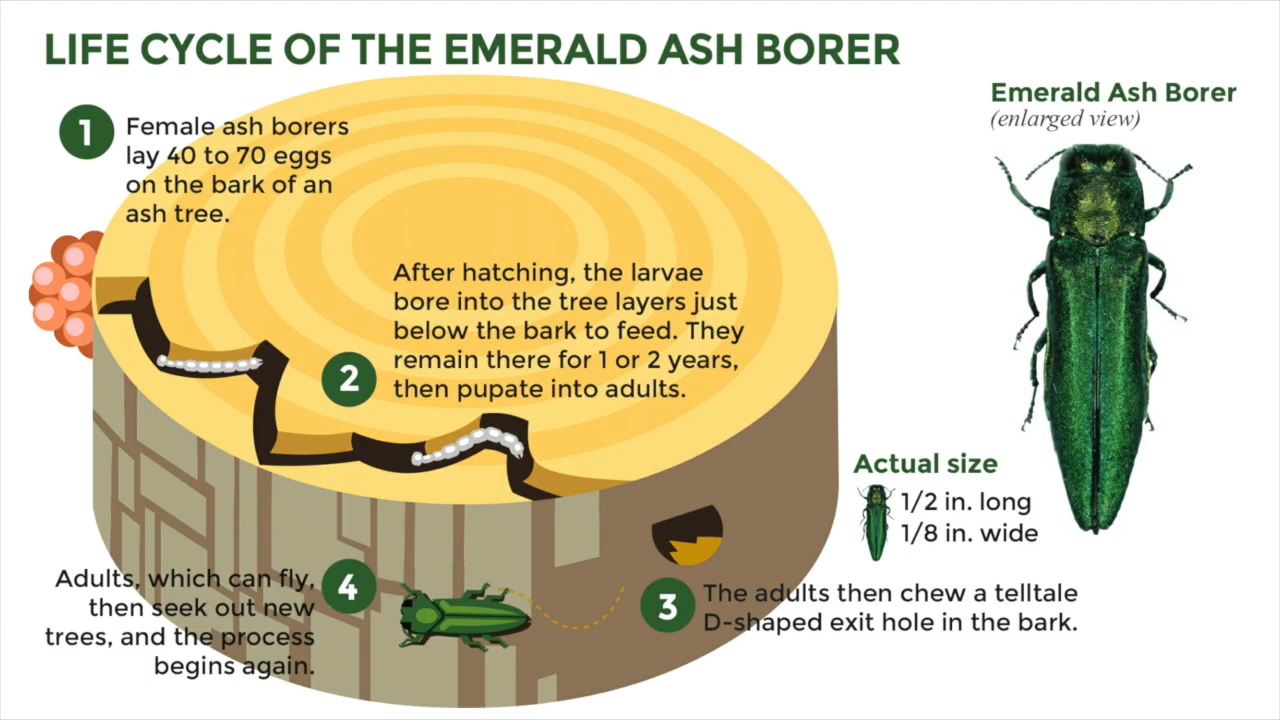 LIFE CYCLE OF THE EMERALD ASH BORER
1
Female ash borers
lay 40 to 70 eggs
on the bark of an
ash tree.
2
After hatching, the larvae
bore into the tree layers just
below the bark to feed. They
remain there for 1 or 2 years,
then pupate into adults.
3
The adults then chew a telltale
D-shaped exit hole in the bark.
4
Adults, which can fly,
then seek out new
trees, and the process
begins again.
Emerald Ash Borer
(enlarged view)
Actual size
1/2 in. long
1/8 in. wide